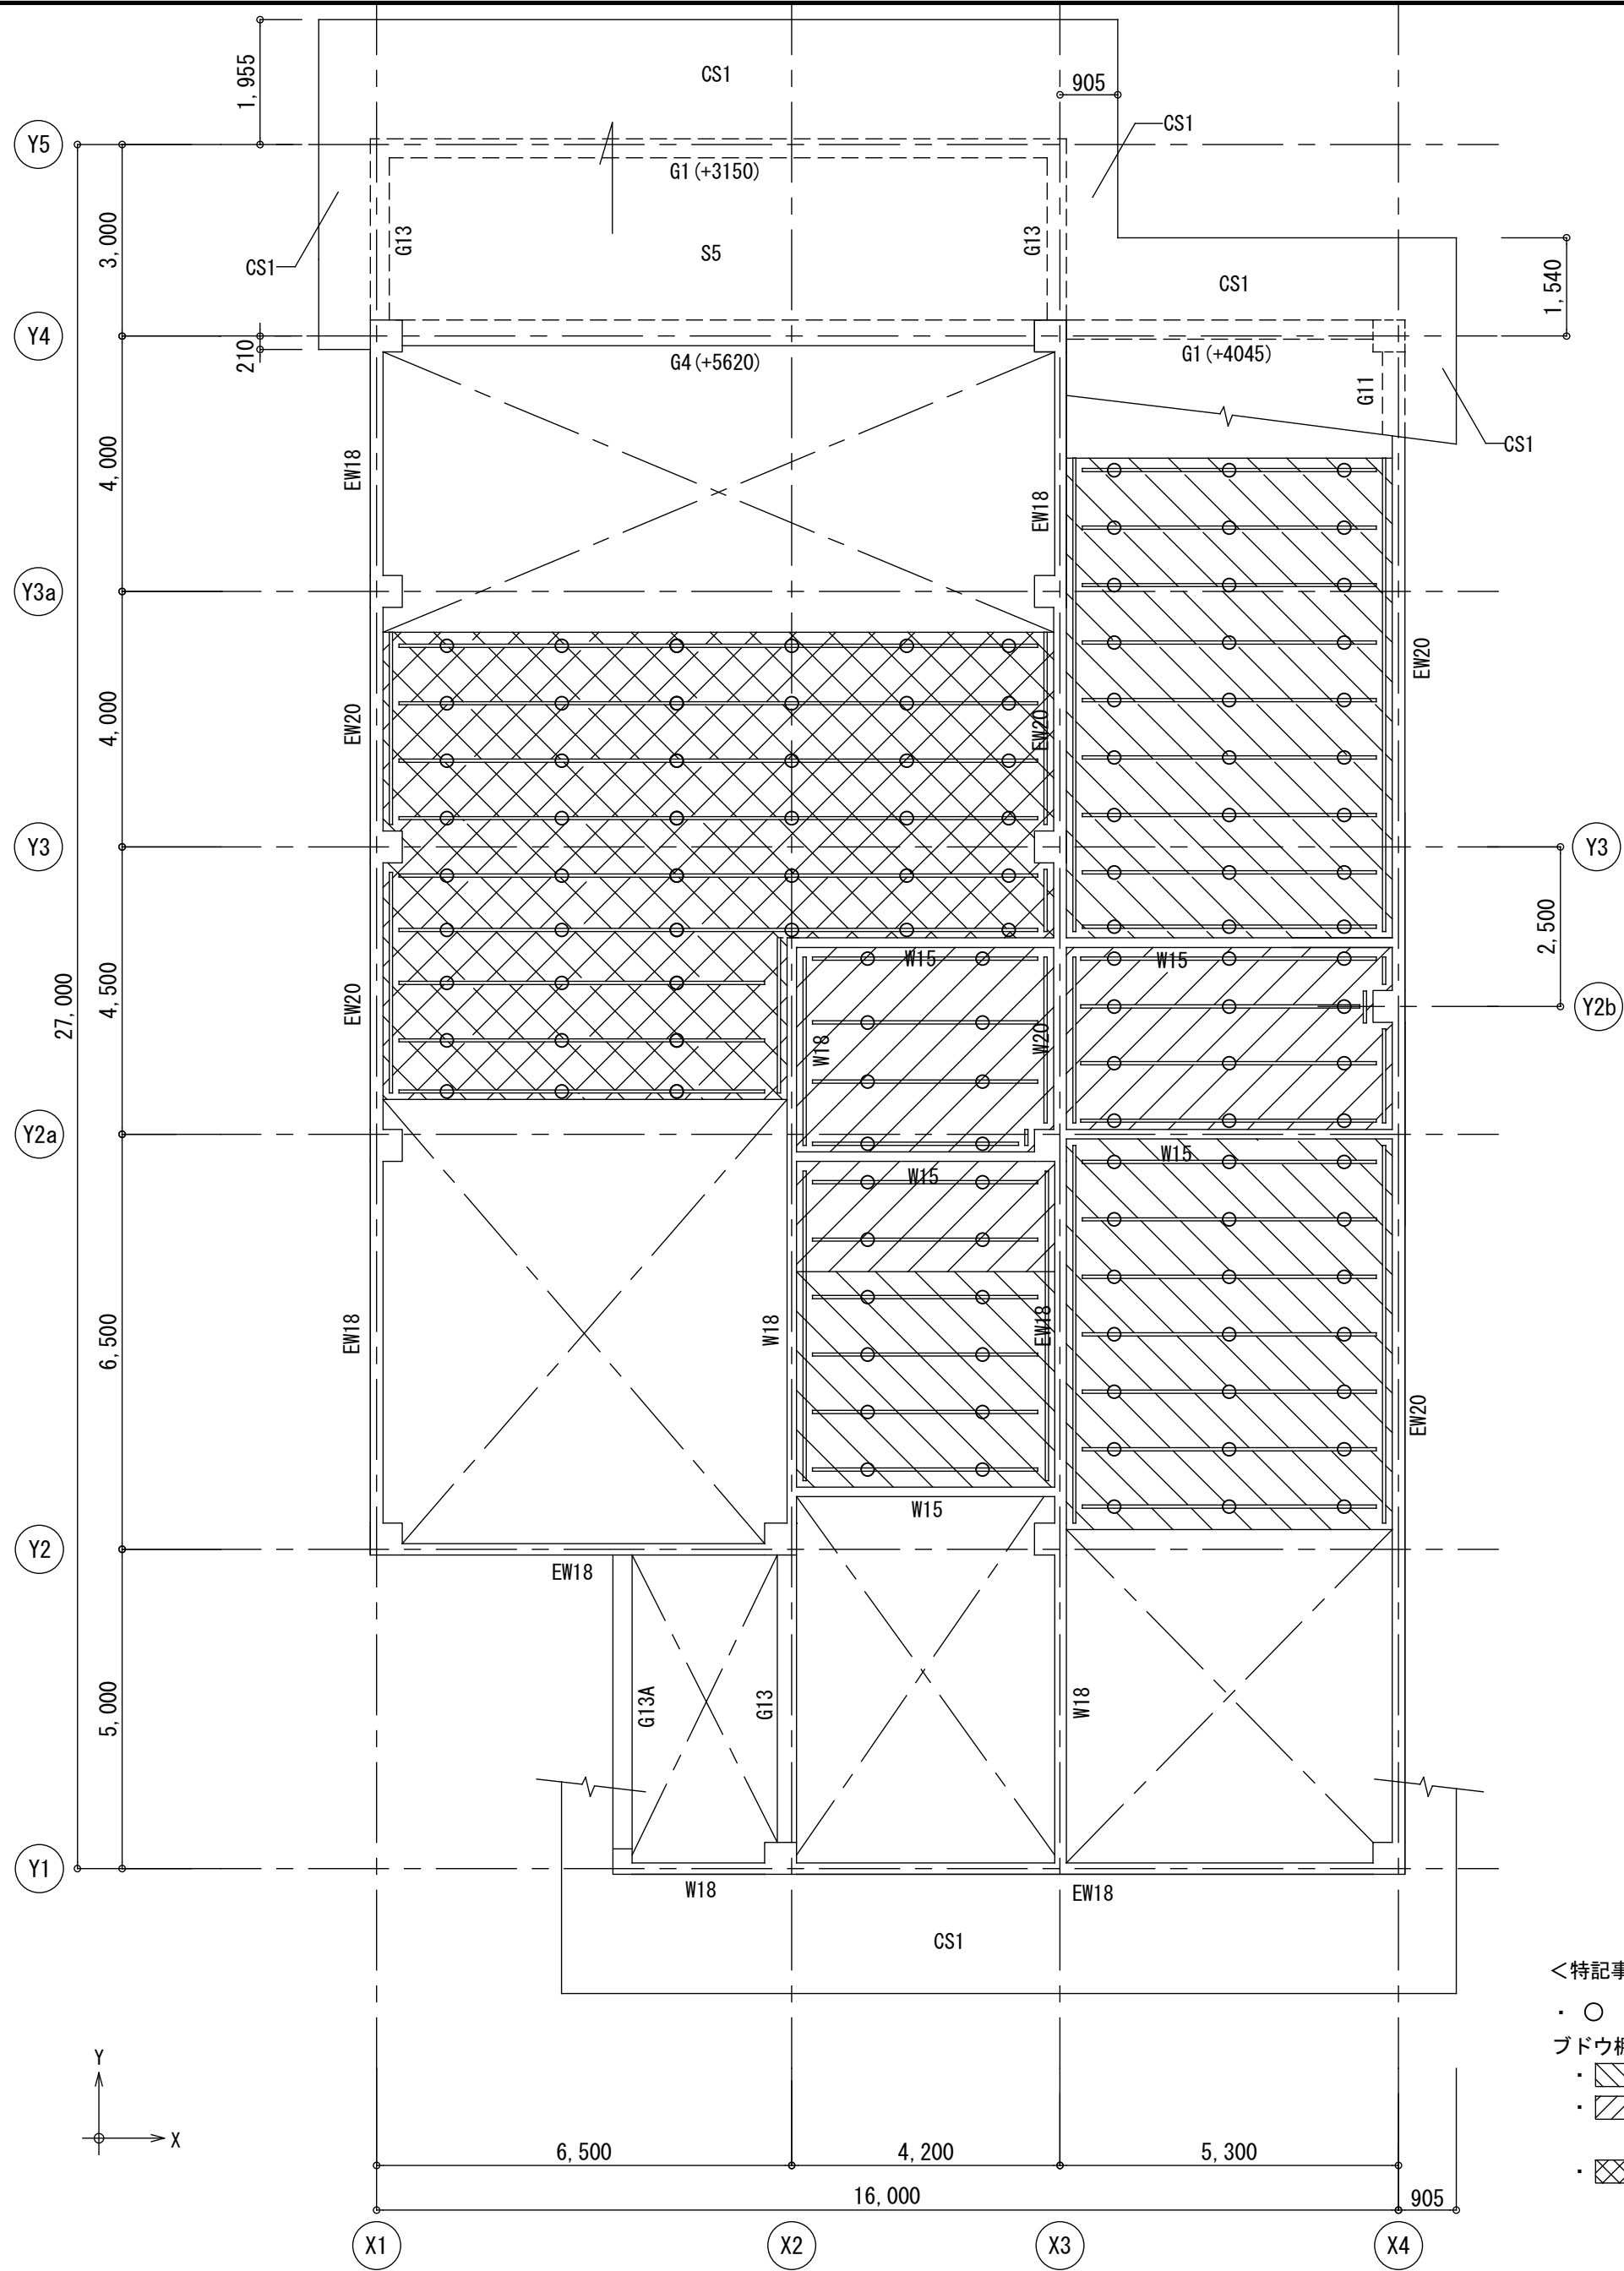 CS1
1,955
905
CS1
Y5
G1(+3150)
3,000
G13
G13
S5
CS1
CS1
1,540
Y4
210
G4(+5620)
G1(+4045)
G11
CS1
4,000
EW18
EW18
Y3a
EW20
4,000
EW20
EW20
Y3
Y3
2,500
27,000
4,500
EW20
W15
W15
W18
W20
Y2b
Y2a
W15
W15
6,500
EW18
W18
EW18
EW20
W15
Y2
EW18
5,000
G13A
G13
W18
Y1
W18
EW18
CS1
<特記事
・ ○
ブドウ棚
・
・
・
Y
X
6,500
4,200
5,300
16,000
905
X1
X2
X3
X4